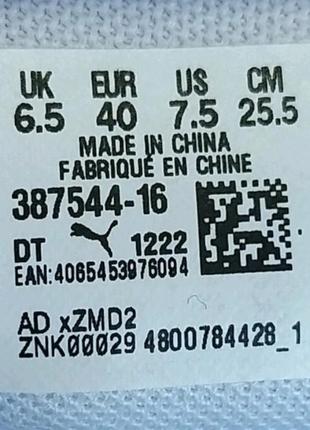 UK EUR US CM
6.5 40 7.5 25.5
MADE IN CHINA
FABRIQUÉ EN CHINE
387544-16
DT 1222
EAN:4065453976094
AD xZMD2
ZNK00029 4800784428_1